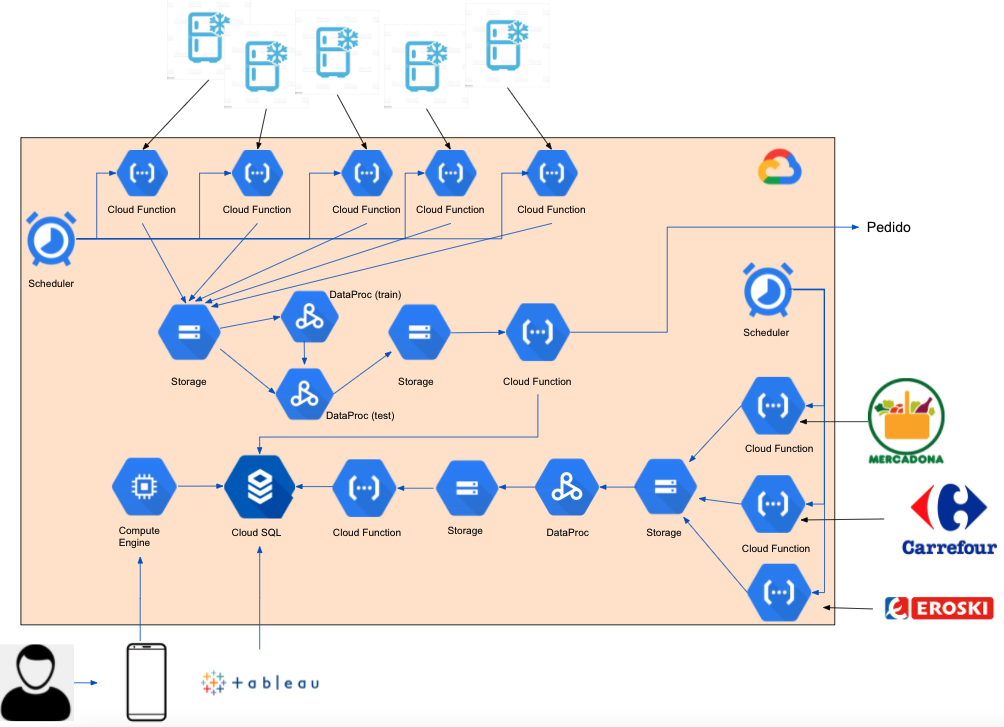 Cloud Function
Cloud Function
Cloud Function
Cloud Function
Cloud Function
Pedido
Scheduler
DataProc (train)
Scheduler
Storage
Storage
Cloud Function
DataProc (test)
Cloud Function
MERCADONA
Compute
Engine
Cloud SQL
Cloud Function
Storage
DataProc
Storage
Cloud Function
Carrefour
EROSKI
+ a b | e a u